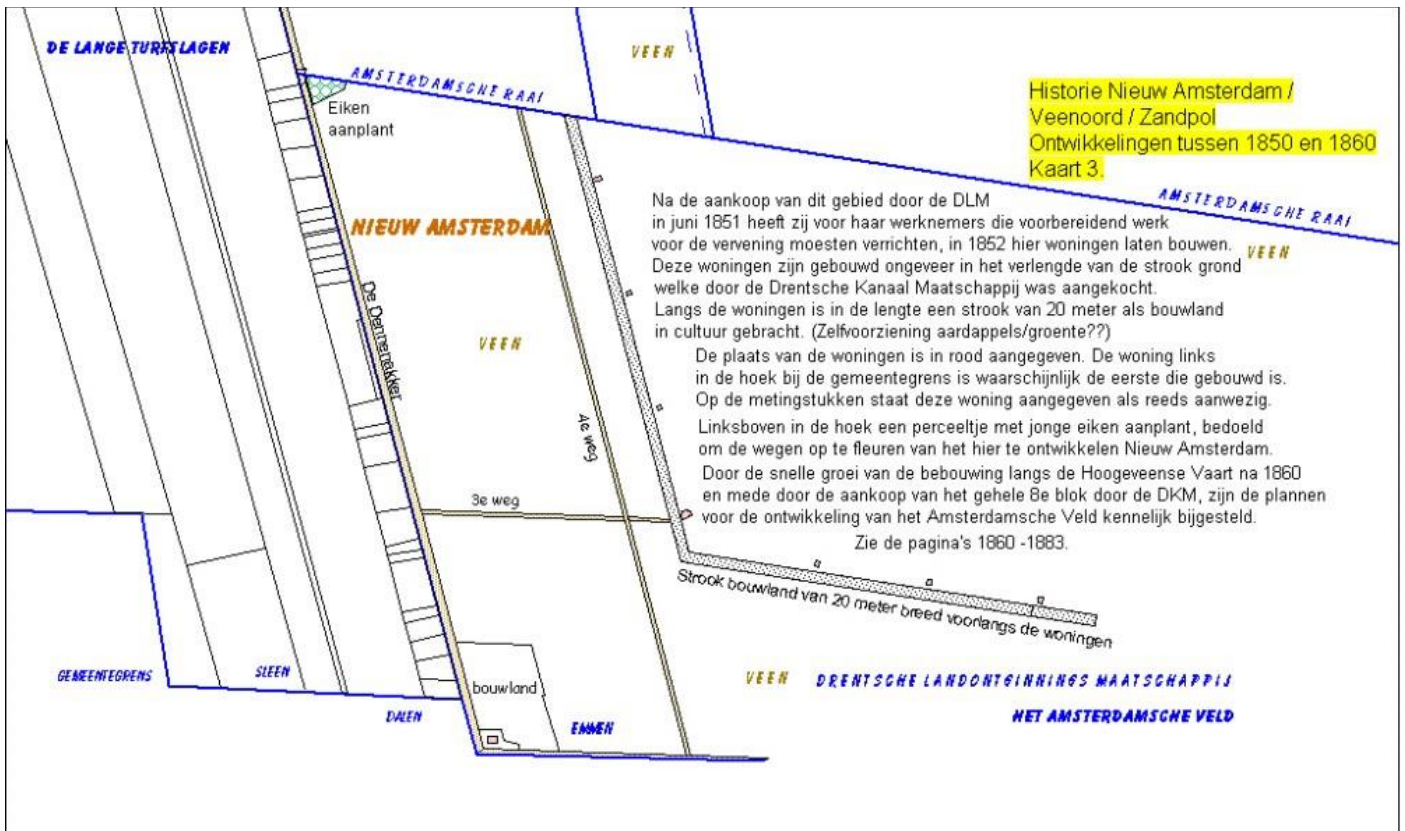 DE LANGE TURFSLAGEN
VEEN
AMSTERDAMSCHE RAAI
Eiken
aanplant
Historie Nieuw Amsterdam /
Veenoord / Zandpol
Ontwikkelingen tussen 1850 en 1860
Kaart 3.
AMSTERDAMSCHE RAAI
VEEN
NIEUW AMSTERDAM
Na de aankoop van dit gebied door de DLM
in juni 1851 heeft zij voor haar werknemers die voorbereidend werk
voor de vervening moesten verrichten, in 1852 hier woningen laten bouwen.
Deze woningen zijn gebouwd ongeveer in het verlengde van de strook grond
welke door de Drentsche Kanaal Maatschappij was aangekocht.
Langs de woningen is in de lengte een strook van 20 meter als bouwland
in cultuur gebracht. (Zelfvoorziening aardappels/groente??)
De plaats van de woningen is in rood aangegeven. De woning links
in de hoek bij de gemeentegrens is waarschijnlijk de eerste die gebouwd is.
Op de metingstukken staat deze woning aangegeven als reeds aanwezig.
Linksboven in de hoek een perceeltje met jonge eiken aanplant, bedoeld
om de wegen op te fleuren van het hier te ontwikkelen Nieuw Amsterdam.
Door de snelle groei van de bebouwing langs de Hoogeveense Vaart na 1860
en mede door de aankoop van het gehele 8e blok door de DKM, zijn de plannen
voor de ontwikkeling van het Amsterdamsche Veld kennelijk bijgesteld.
Zie de pagina's 1860 -1883.
De Dennenakker
VEEN
4e weg
3e weg
Strook bouwland van 20 meter breed voorlangs de woningen
GEMEENTEGRENS
SLEEN
DALEN
bouwland
EMMEN
VEEN
DRENTSCHE LANDONTGINNINGS MAATSCHAPPIJ
HET AMSTERDAMSCHE VELD